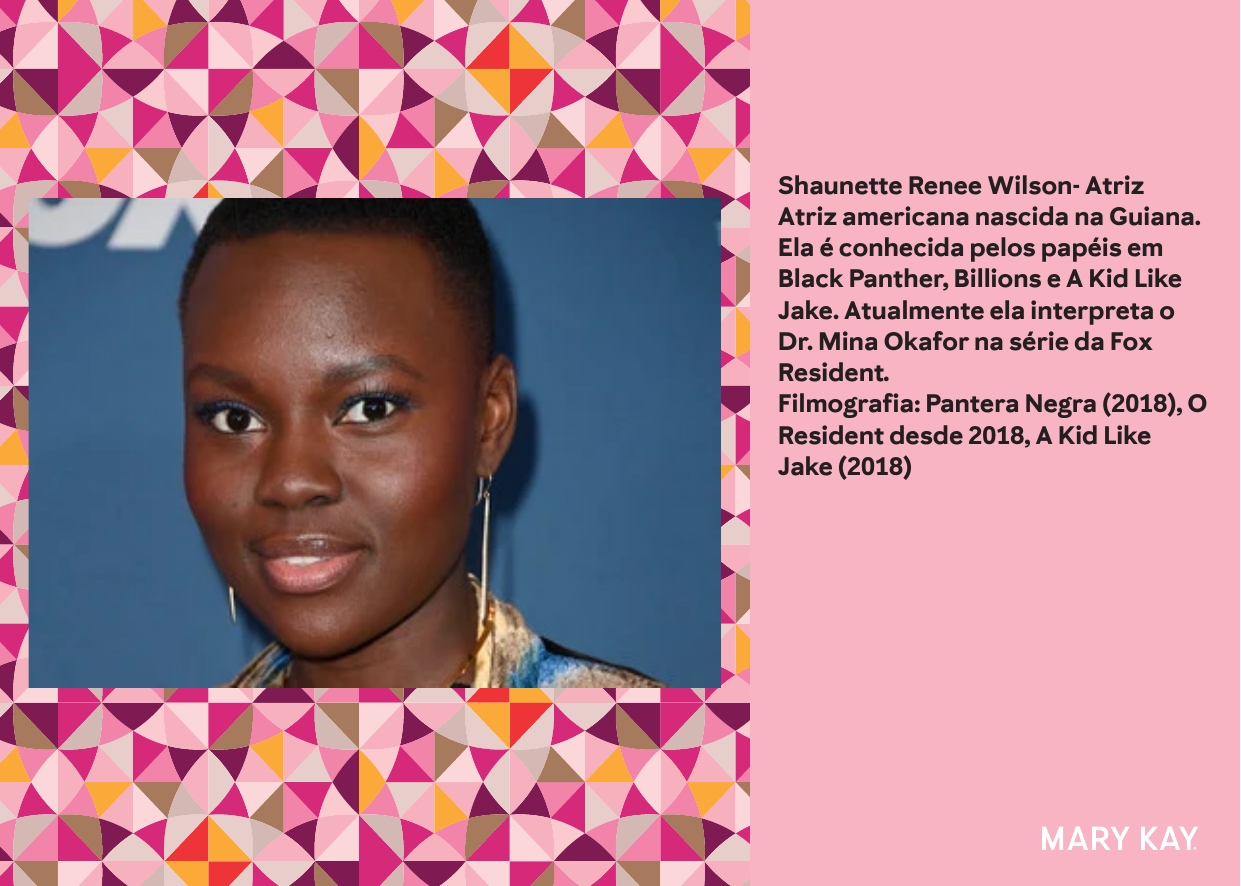 Shaunette Renee Wilson- Atriz
Atriz americana nascida na Guiana.
Ela é conhecida pelos papéis em
Black Panther, Billions e A Kid Like
Jake. Atualmente ela interpreta o
Dr. Mina Okafor na série da Fox
Resident.
Filmografia: Pantera Negra (2018), O
Resident desde 2018, A Kid Like
Jake (2018)
MARY KAY